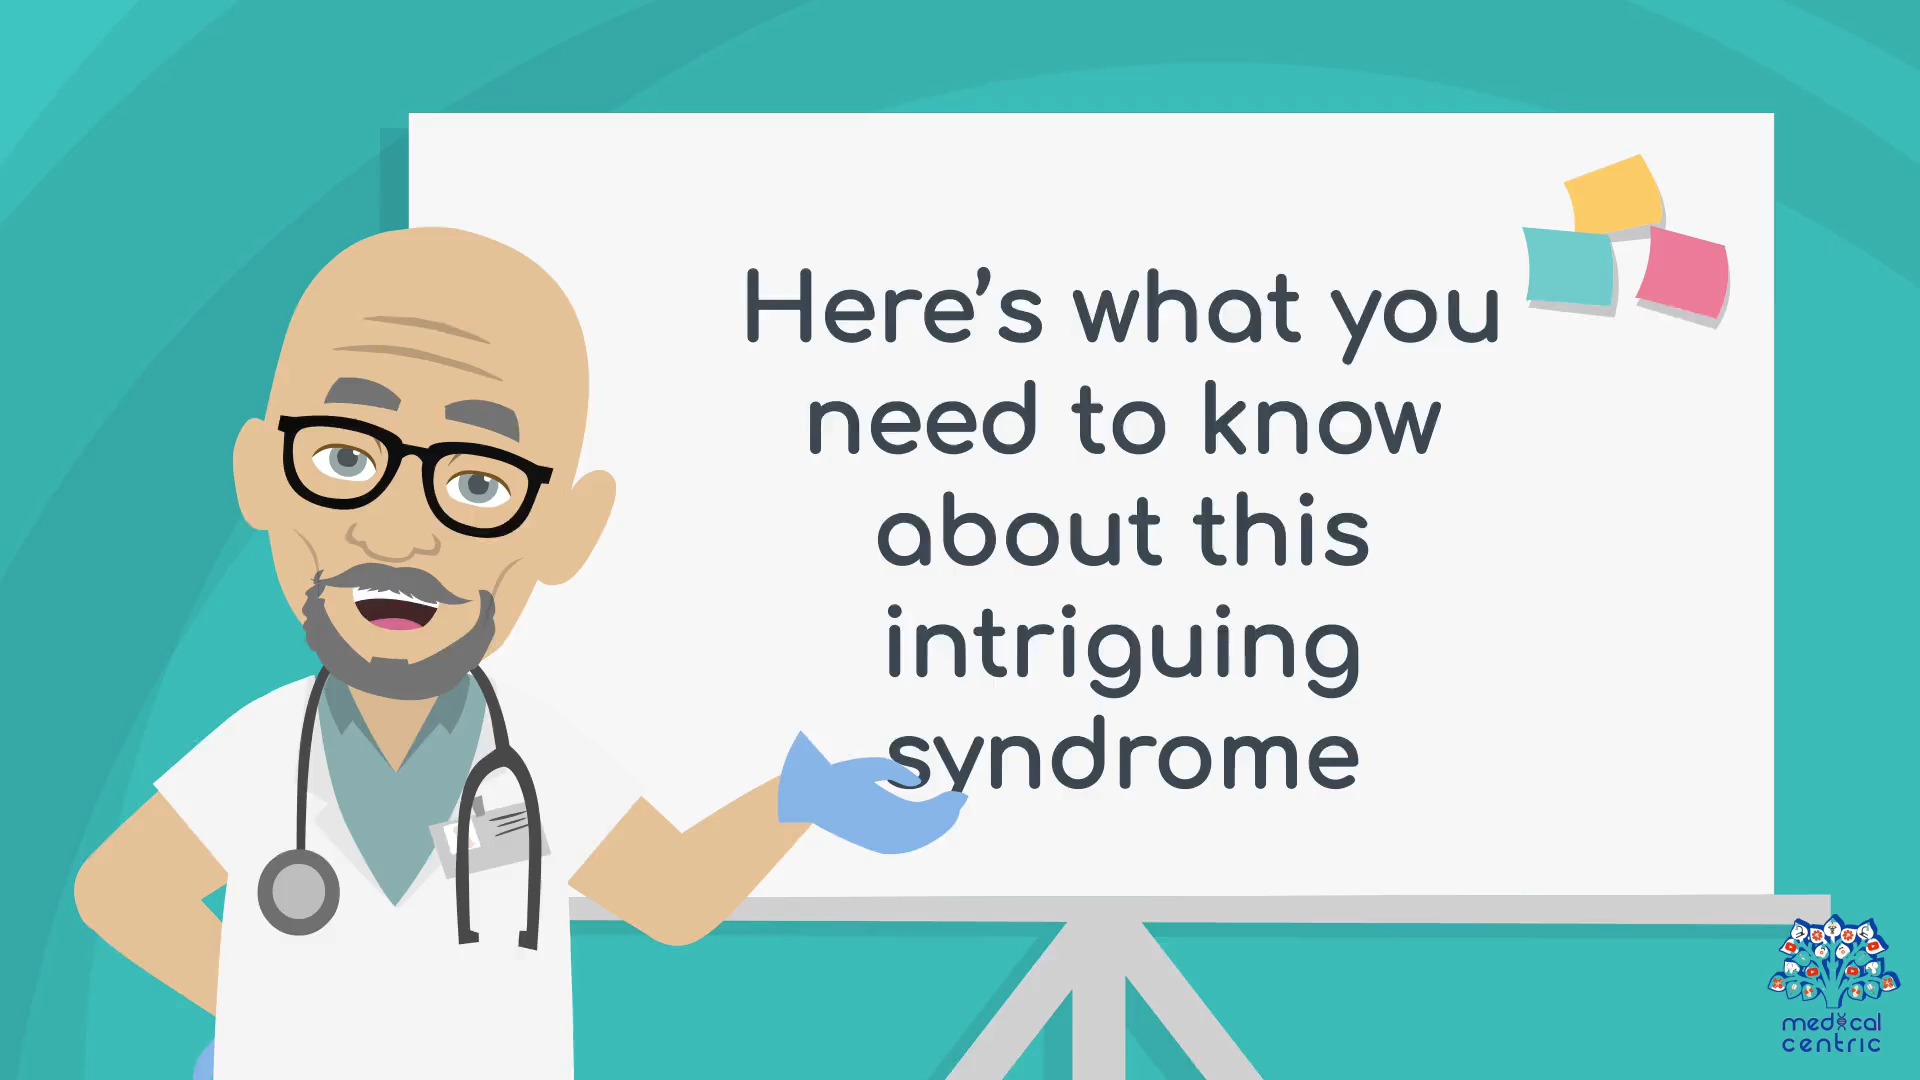 Here’s what you
need to know
about this
intriguing
syndrome
medical
centric